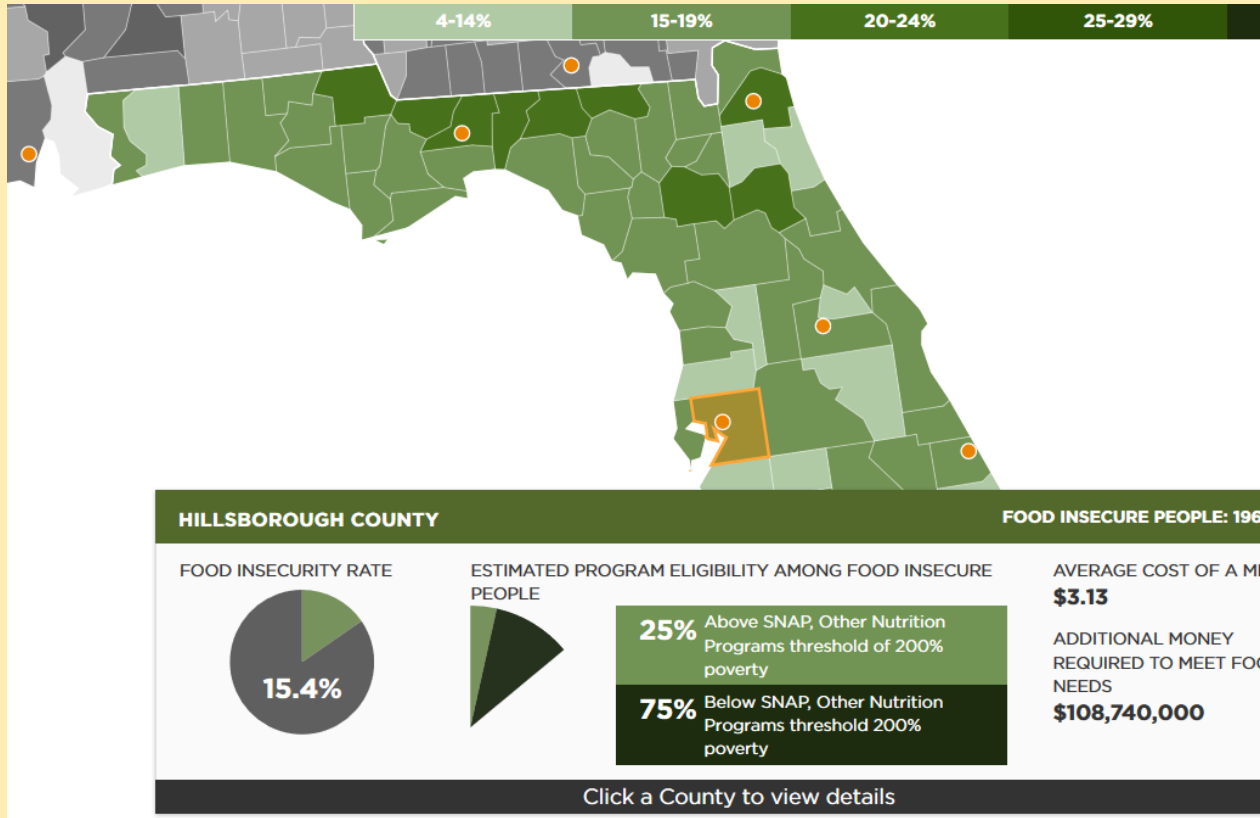 4-14% 15-19% 20-24% 25-29%
HILLSBOROUGH COUNTY FOOD INSECURE PEOPLE: 196
FOOD INSECURITY RATE
15.4%
ESTIMATED PROGRAM ELIGIBILITY AMONG FOOD INSECURE
PEOPLE
25% Above SNAP, Other Nutrition
Programs threshold of 200%
poverty
75% Below SNAP, Other Nutrition
Programs threshold 200%
poverty
AVERAGE COST OF A
$3.13
ADDITIONAL MONEY
REQUIRED TO MEET
NEEDS
$108,740,000
Click a County to view details